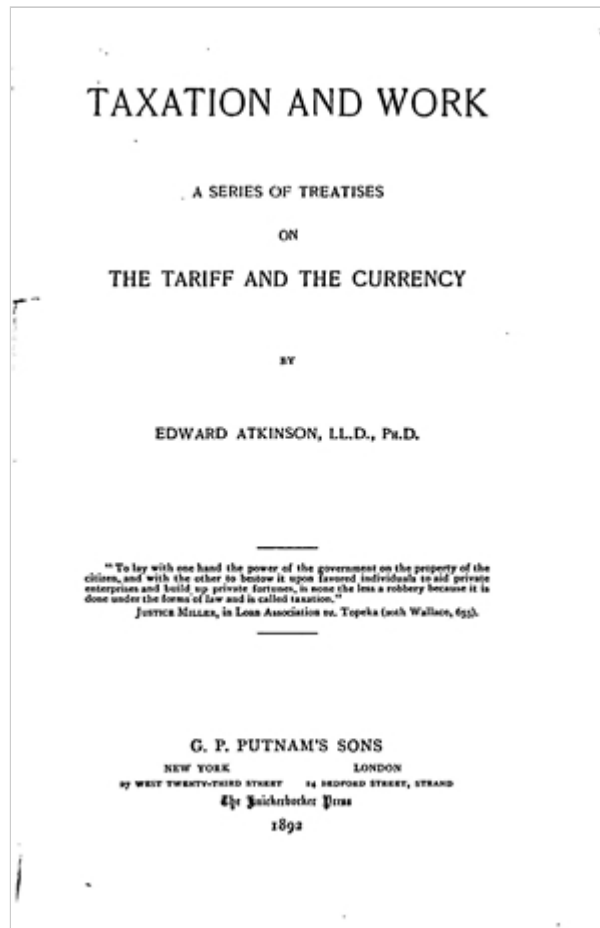 TAXATION AND WORK
A SERIES OF TREATISES
ON
THE TARIFF AND THE CURRENCY
BY
EDWARD ATKINSON, LL.D., PH.D.
"To lay with one hand the power of the government on the property of the
citizen, and with the other to bestow it upon favored individuals to aid private
enterprises and build up private fortunes, is none the less a robbery because it is
done under the forms of law and is called taxation."
JUSTICE MILLER, in Loan Association vs. Topeka (20th Wallace, 655).
G. P. PUTNAM'S SONS
NEW YORK LONDON
27 WEST TWENTY-THIRD STREET 24 BEDFORD STREET, STRAND
The Knickerbocker Press
1892